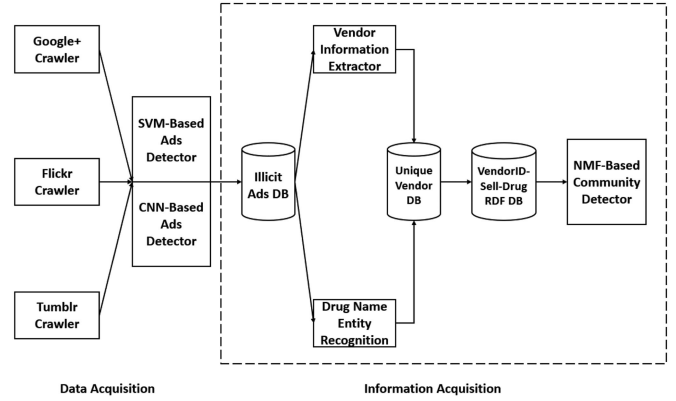 Google+
Crawler
Flickr
Crawler
Tumblr
Crawler
SVM-Based
Ads
Detector
CNN-Based
Ads
Detector
Illicit
Ads DB
Vendor
Information
Extractor
Drug Name
Entity
Recognition
Unique
Vendor
DB
VendorID-
Sell-Drug
RDF DB
NMF-Based
Community
Detector
Data Acquisition
Information Acquisition